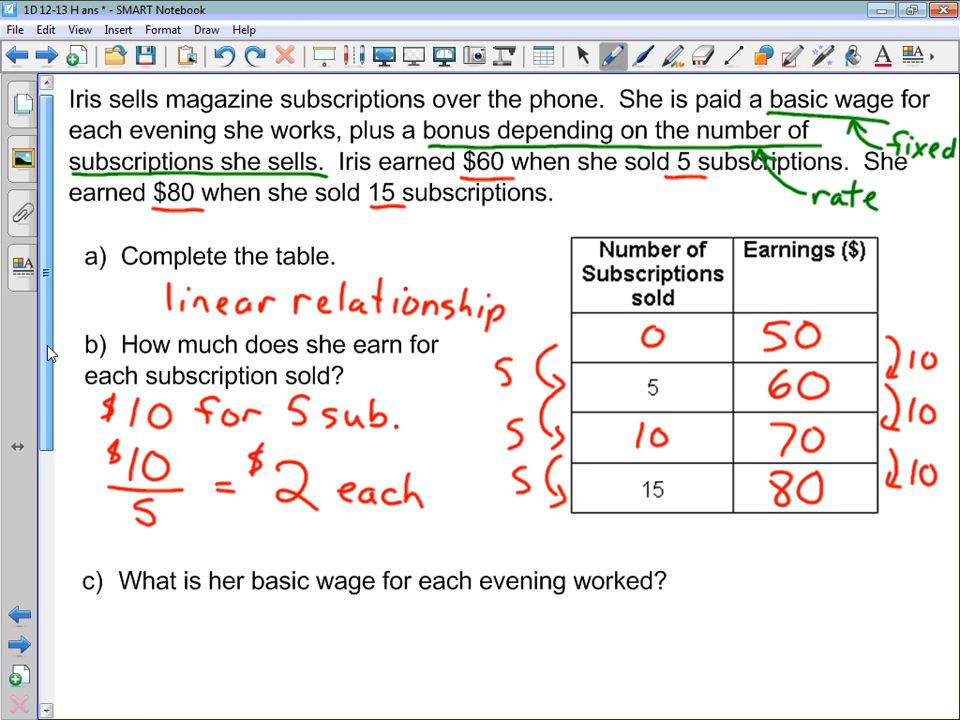 1D 12-13 H ans * - SMART Notebook
File Edit View Insert Format Draw Help
Iris sells magazine subscriptions over the phone. She is paid a basic wage for
each evening she works, plus a bonus depending on the number of
fixed
subscriptions she sells. Iris earned $60 when she sold 5 subscriptions. She
earned $80 when she sold 15 subscriptions.
rate
a) Complete the table.
linear relationship
b) How much does she earn for
each subscription sold?
$10 for 5 sub.
$10
5
= $2 each
Number of
Subscriptions
sold
Earnings ($)
0 50
5 60
10 70
15 80
5
5
5
10
10
10
c) What is her basic wage for each evening worked?